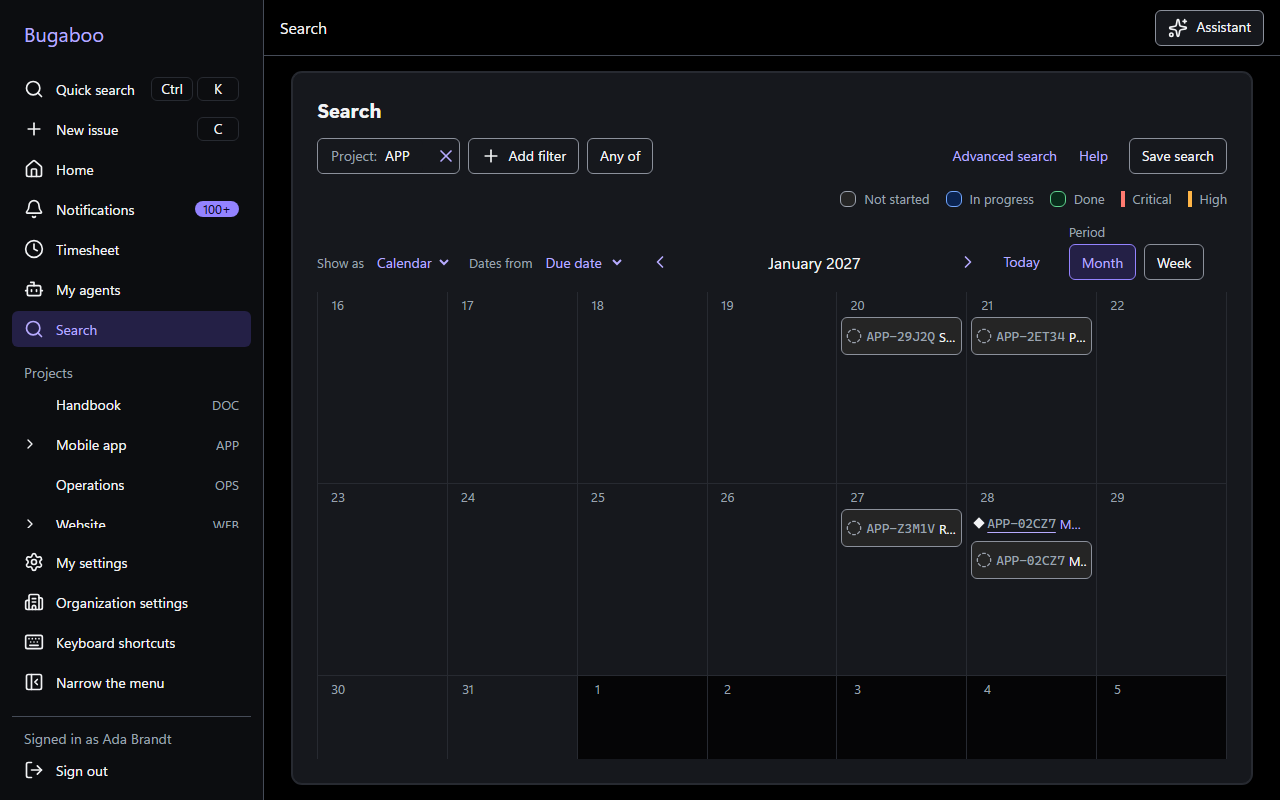 Bugaboo
Quick search Ctrl K
New issue C
Home
Notifications 100+
Timesheet
My agents
Search
Projects
Handbook DOC
Mobile app APP
Operations OPS
Website WEB
My settings
Organization settings
Keyboard shortcuts
Narrow the menu
Signed in as Ada Brandt
Sign out
Search
Assistant
Search
Project: APP
Add filter
Any of
Advanced search
Help
Save search
Not started
In progress
Done
Critical
High
Show as Calendar
Dates from Due date
January 2027
Today
Period
Month
Week
16 17 18 19 20 21 22
APP-29J2Q S...
APP-2ET34 P...
23 24 25 26 27 28 29
APP-Z3M1V R...
APP-02CZ7 M...
APP-02CZ7 M..
30 31 1 2 3 4 5